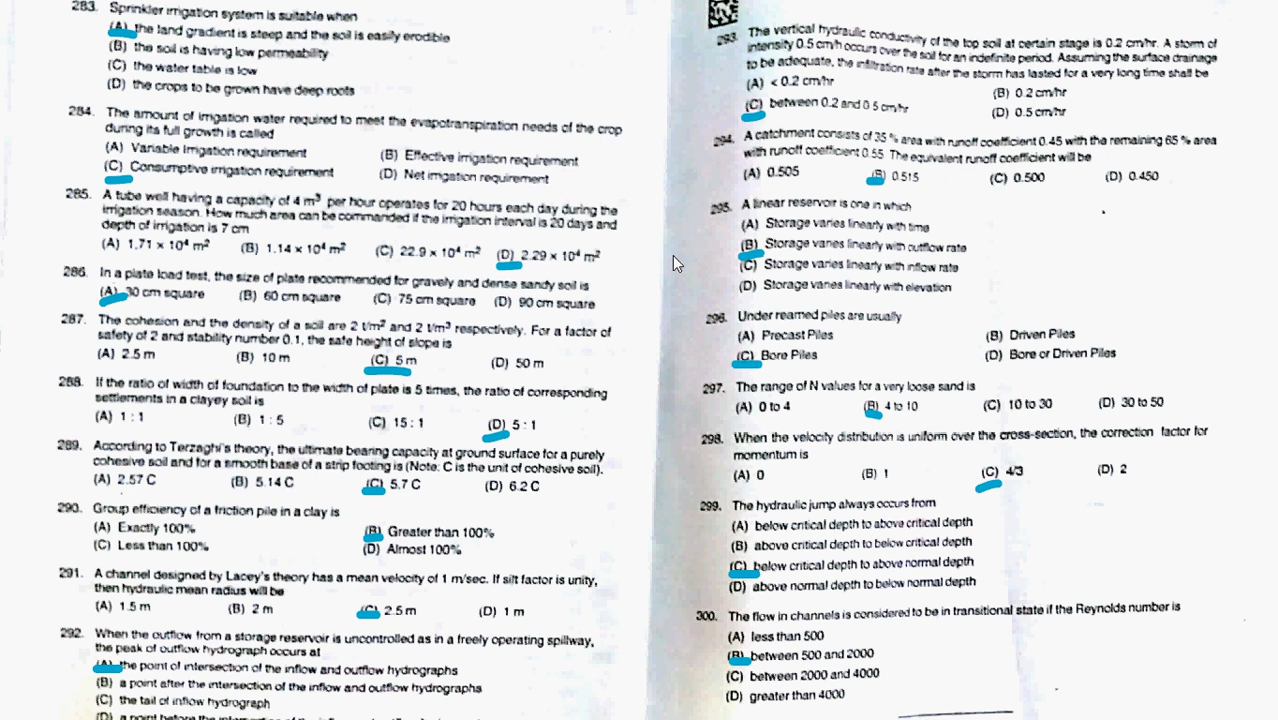 283. Sprinkler irrigation system is suitable when
(A) the land gradient is steep and the soil is easily erodible
(B) the soil is having low permeability
(C) the water table is low
(D) the crops to be grown have deep roots
284. The amount of irrigation water required to meet the evapotranspiration needs of the crop
during its full growth is called
(A) Variable Irrigation requirement (B) Effective irrigation requirement
(C) Consumptive irrigation requirement (D) Net irrigation requirement
285. A tube well having a capacity of 4 m³ per hour operates for 20 hours each day during the
irrigation season. How much area can be commanded if the irrigation interval is 20 days and
depth of irrigation is 7 cm
(A) 1.71 × 10⁴ m² (B) 1.14 × 10⁴ m² (C) 22.9 × 10⁴ m² (D) 2.29 × 10⁴ m²
286. In a plate load test, the size of plate recommended for gravely and dense sandy soil is
(A) 30 cm square (B) 60 cm square (C) 75 cm square (D) 90 cm square
287. The cohesion and the density of a soil are 2 t/m² and 2 t/m³ respectively. For a factor of
safety of 2 and stability number 0.1, the safe height of slope is
(A) 2.5 m (B) 10 m (C) 5 m (D) 50 m
288. If the ratio of width of foundation to the width of plate is 5 times, the ratio of corresponding
settlements in a clayey soil is
(A) 1 : 1 (B) 1 : 5 (C) 15 : 1 (D) 5 : 1
289. According to Terzaghi's theory, the ultimate bearing capacity at ground surface for a purely
cohesive soil and for a smooth base of a strip footing is (Note: C is the unit of cohesive soil).
(A) 2.57 C (B) 5.14 C (C) 5.7 C (D) 6.2 C
290. Group efficiency of a friction pile in a clay is
(A) Exactly 100% (B) Greater than 100%
(C) Less than 100% (D) Almost 100%
291. A channel designed by Lacey's theory has a mean velocity of 1 m/sec. If silt factor is unity,
then hydraulic mean radius will be
(A) 1.5 m (B) 2 m (C) 2.5 m (D) 1 m
292. When the outflow from a storage reservoir is uncontrolled as in a freely operating spillway,
the peak of outflow hydrograph occurs at
(A) the point of intersection of the inflow and outflow hydrographs
(B) a point after the intersection of the inflow and outflow hydrographs
(C) the tail of inflow hydrograph
(D) a point before the
293. The vertical hydraulic conductivity of the top soil at certain stage is 0.2 cm/hr. A storm of
intensity 0.5 cm/h occurs over the soil for an indefinite period. Assuming the surface drainage
to be adequate, the infiltration rate after the storm has lasted for a very long time shall be
(A) < 0.2 cm/hr (B) 0.2 cm/hr
(C) between 0.2 and 0 5 cm/hr (D) 0.5 cm/hr
294. A catchment consists of 35 % area with runoff coefficient 0.45 with the remaining 65 % area
with runoff coefficient 0.55 The equivalent runoff coefficient will be
(A) 0.505 (B) 0.515 (C) 0.500 (D) 0.450
295. A linear reservoir is one in which
(A) Storage varies linearly with time
(B) Storage varies linearly with outflow rate
(C) Storage varies linearly with inflow rate
(D) Storage varies linearly with elevation
296. Under reamed piles are usually
(A) Precast Piles (B) Driven Piles
(C) Bore Piles (D) Bore or Driven Piles
297. The range of N values for a very loose sand is
(A) 0 to 4 (B) 4 to 10 (C) 10 to 30 (D) 30 to 50
298. When the velocity distribution is uniform over the cross-section, the correction factor for
momentum is
(A) 0 (B) 1 (C) 4/3 (D) 2
299. The hydraulic jump always occurs from
(A) below critical depth to above critical depth
(B) above critical depth to below critical depth
(C) below critical depth to above normal depth
(D) above normal depth to below normal depth
300. The flow in channels is considered to be in transitional state if the Reynolds number is
(A) less than 500
(B) between 500 and 2000
(C) between 2000 and 4000
(D) greater than 4000